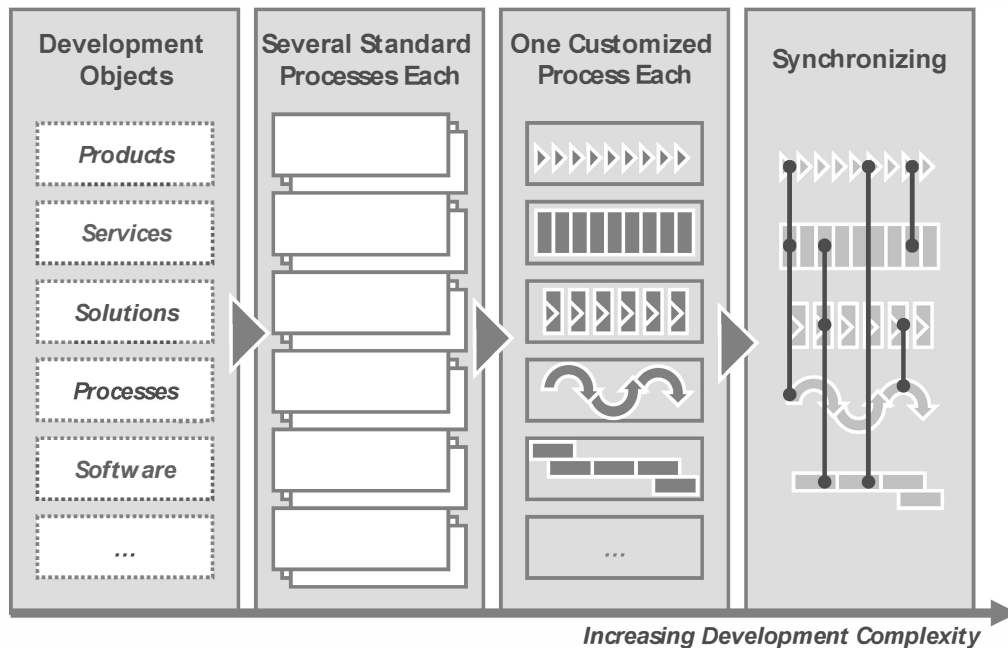 Development
Objects
Several Standard
Processes Each
One Customized
Process Each
Synchronizing
Products
Services
Solutions
Processes
Software
...
...
Increasing Development Complexity